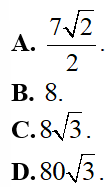 A. 7√2/2.
B. 8.
C. 8√3.
D. 80√3.